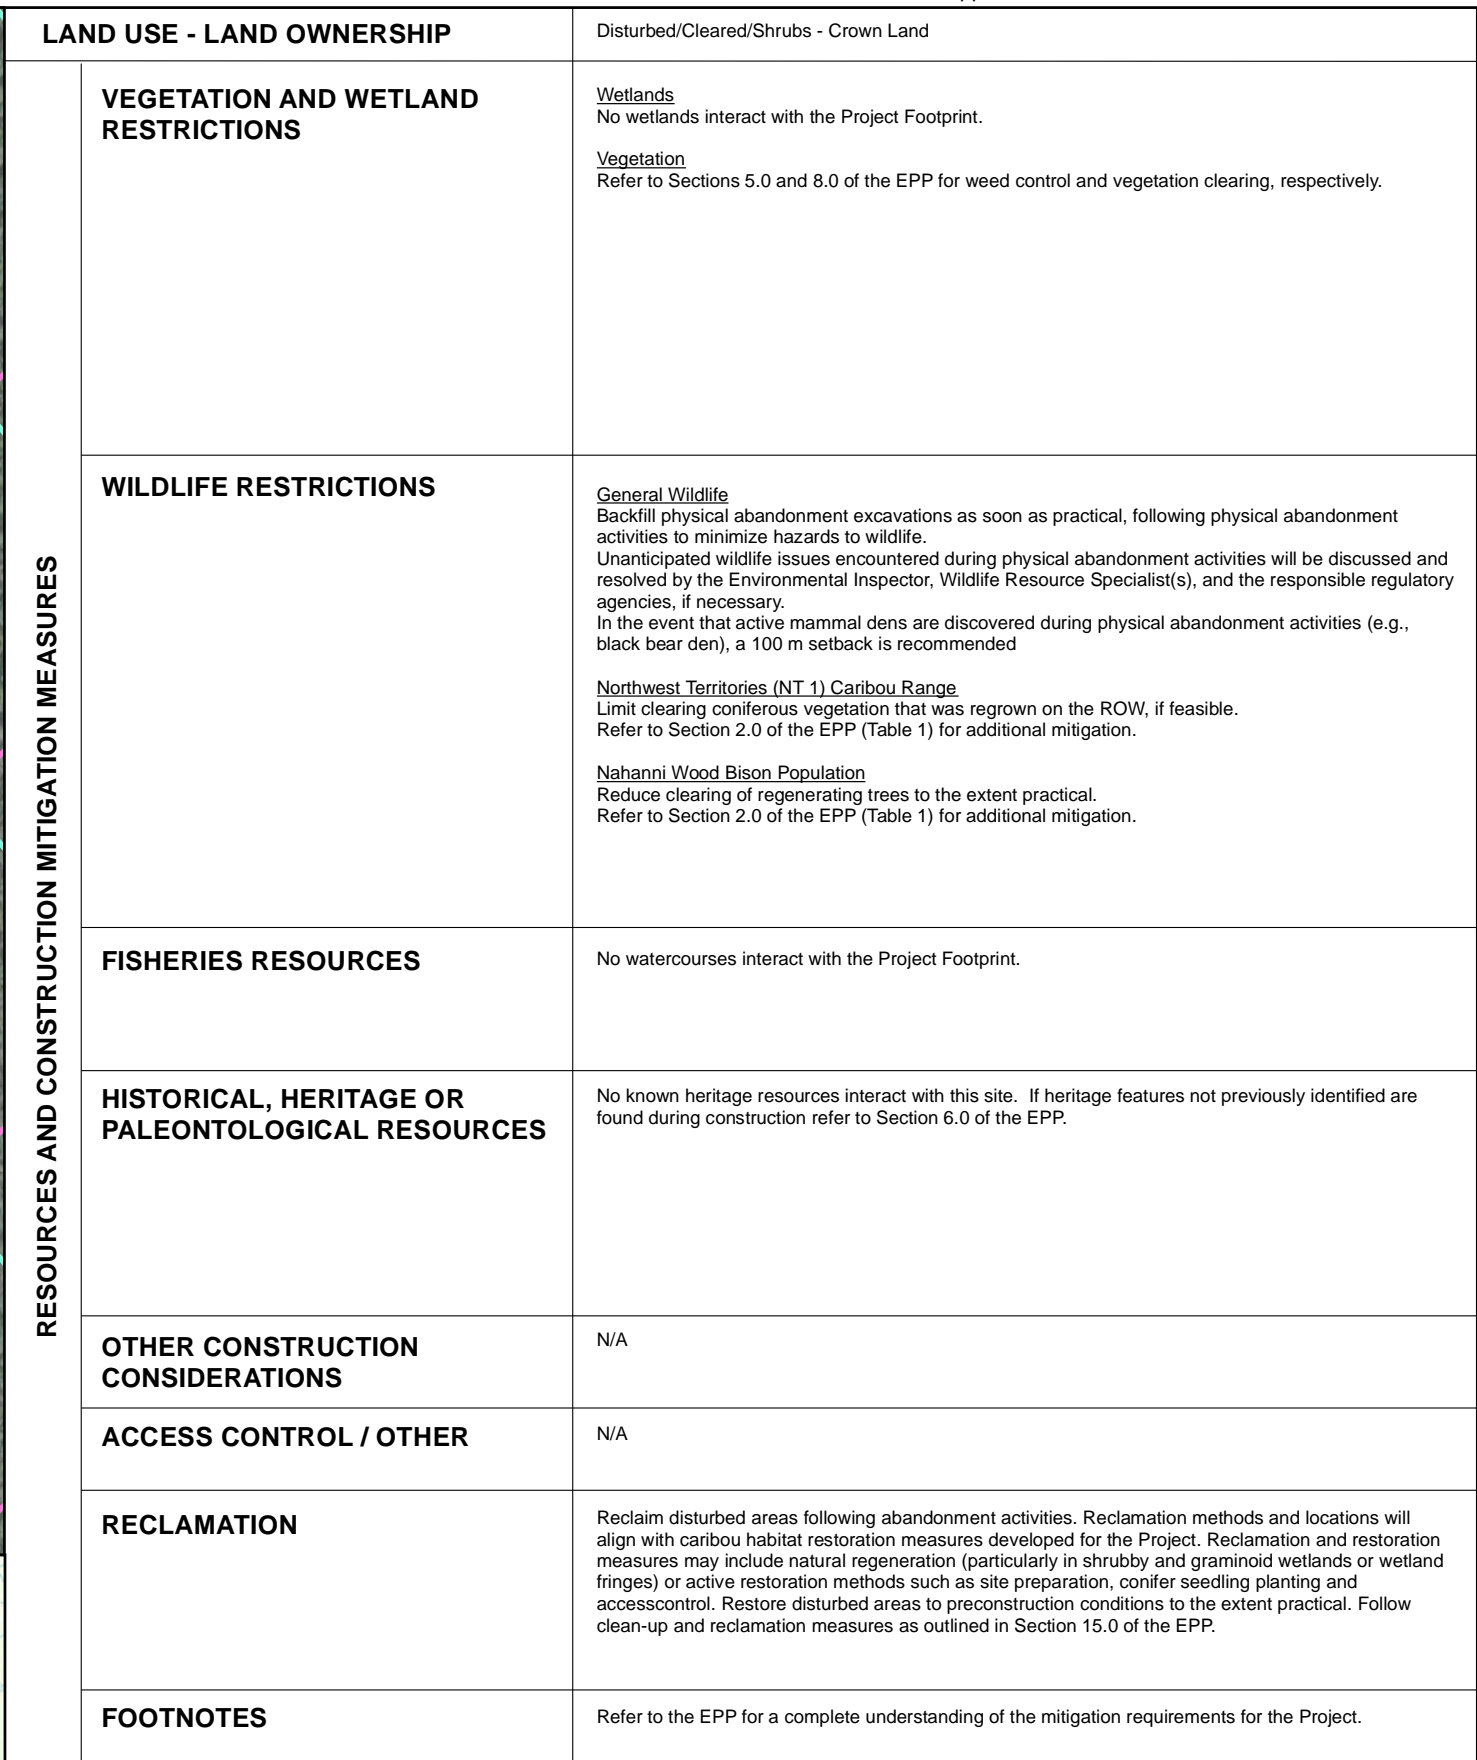 LAND USE - LAND OWNERSHIP
Disturbed/Cleared/Shrubs - Crown Land
RESOURCES AND CONSTRUCTION MITIGATION MEASURES
VEGETATION AND WETLAND
RESTRICTIONS
Wetlands
No wetlands interact with the Project Footprint.
Vegetation
Refer to Sections 5.0 and 8.0 of the EPP for weed control and vegetation clearing, respectively.
WILDLIFE RESTRICTIONS
General Wildlife
Backfill physical abandonment excavations as soon as practical, following physical abandonment
activities to minimize hazards to wildlife.
Unanticipated wildlife issues encountered during physical abandonment activities will be discussed and
resolved by the Environmental Inspector, Wildlife Resource Specialist(s), and the responsible regulatory
agencies, if necessary.
In the event that active mammal dens are discovered during physical abandonment activities (e.g.,
black bear den), a 100 m setback is recommended
Northwest Territories (NT 1) Caribou Range
Limit clearing coniferous vegetation that was regrown on the ROW, if feasible.
Refer to Section 2.0 of the EPP (Table 1) for additional mitigation.
Nahanni Wood Bison Population
Reduce clearing of regenerating trees to the extent practical.
Refer to Section 2.0 of the EPP (Table 1) for additional mitigation.
FISHERIES RESOURCES
No watercourses interact with the Project Footprint.
HISTORICAL, HERITAGE OR
PALEONTOLOGICAL RESOURCES
No known heritage resources interact with this site.  If heritage features not previously identified are
found during construction refer to Section 6.0 of the EPP.
OTHER CONSTRUCTION
CONSIDERATIONS
N/A
ACCESS CONTROL / OTHER
N/A
RECLAMATION
Reclaim disturbed areas following abandonment activities. Reclamation methods and locations will
align with caribou habitat restoration measures developed for the Project. Reclamation and restoration
measures may include natural regeneration (particularly in shrubby and graminoid wetlands or wetland
fringes) or active restoration methods such as site preparation, conifer seedling planting and
accesscontrol. Restore disturbed areas to preconstruction conditions to the extent practical. Follow
clean-up and reclamation measures as outlined in Section 15.0 of the EPP.
FOOTNOTES
Refer to the EPP for a complete understanding of the mitigation requirements for the Project.